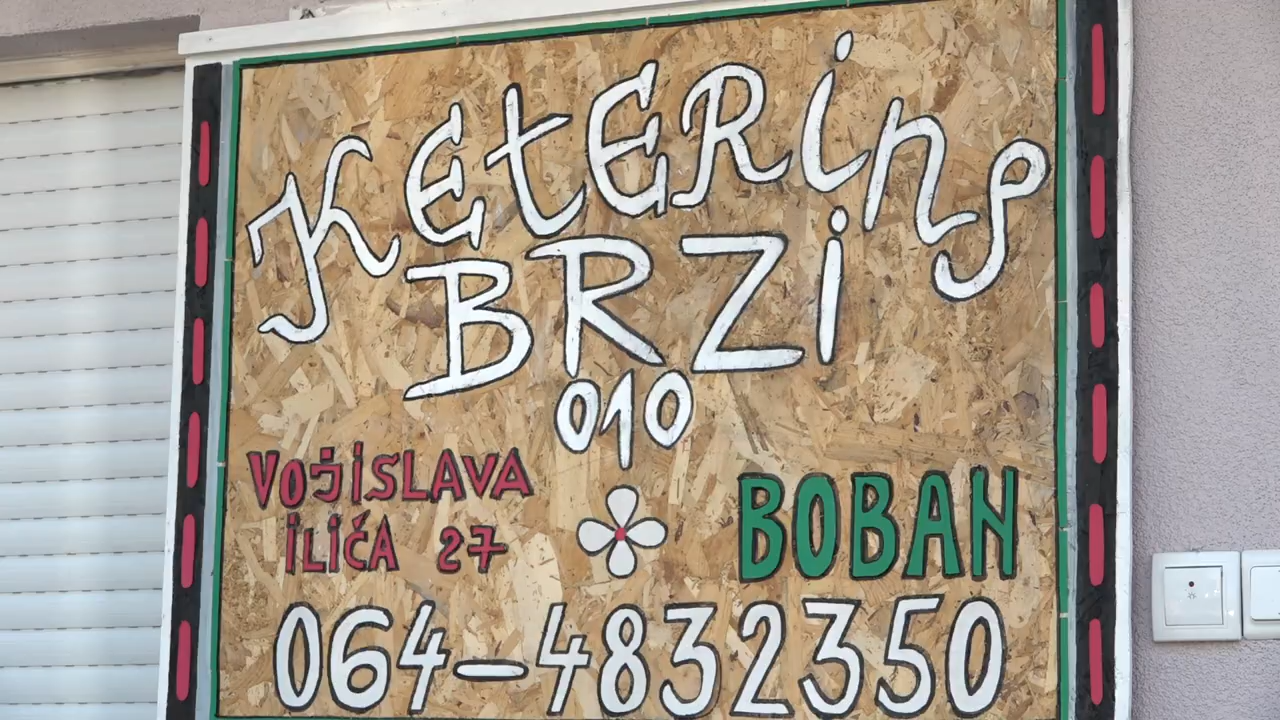 KEtERing
BRZi
010
VOJiSLAVA
iLiĆA 27
BOBAN
064-4832350